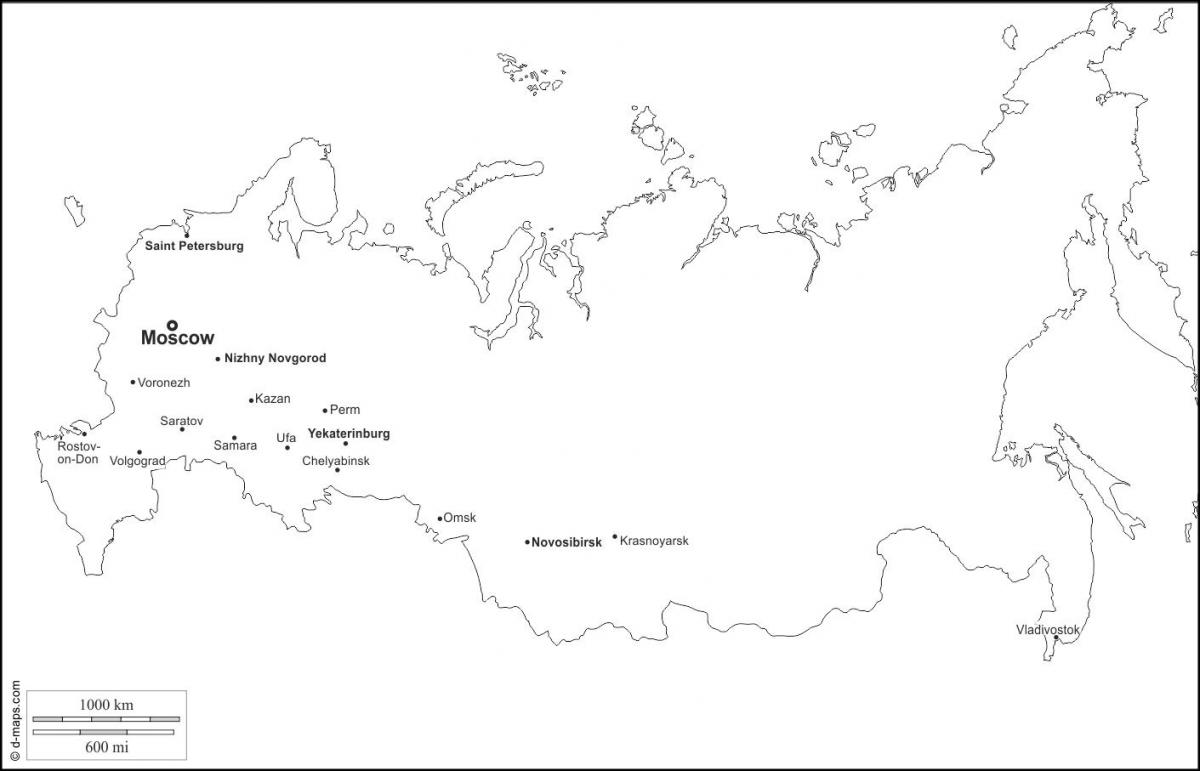 Saint Petersburg
Moscow
Nizhny Novgorod
Voronezh
Kazan
Perm
Saratov
Yekaterinburg
Samara
Ufa
Rostov-
on-Don
Volgograd
Chelyabinsk
Omsk
Novosibirsk
Krasnoyarsk
Vladivostok
1000 km
600 mi
© d-maps.com